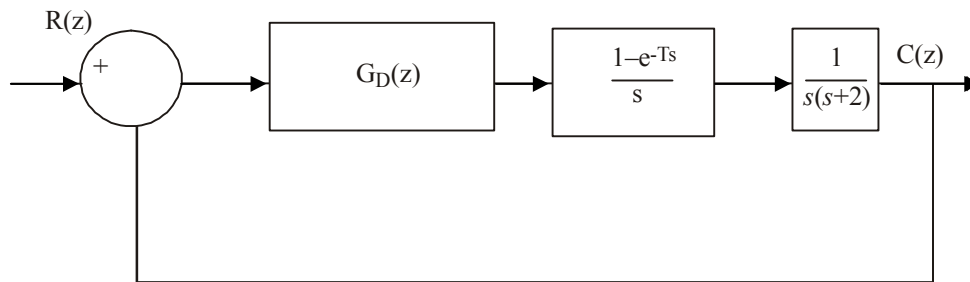 R(z)
+
G_D(z)
1–e^-Ts
s
1
s(s+2)
C(z)